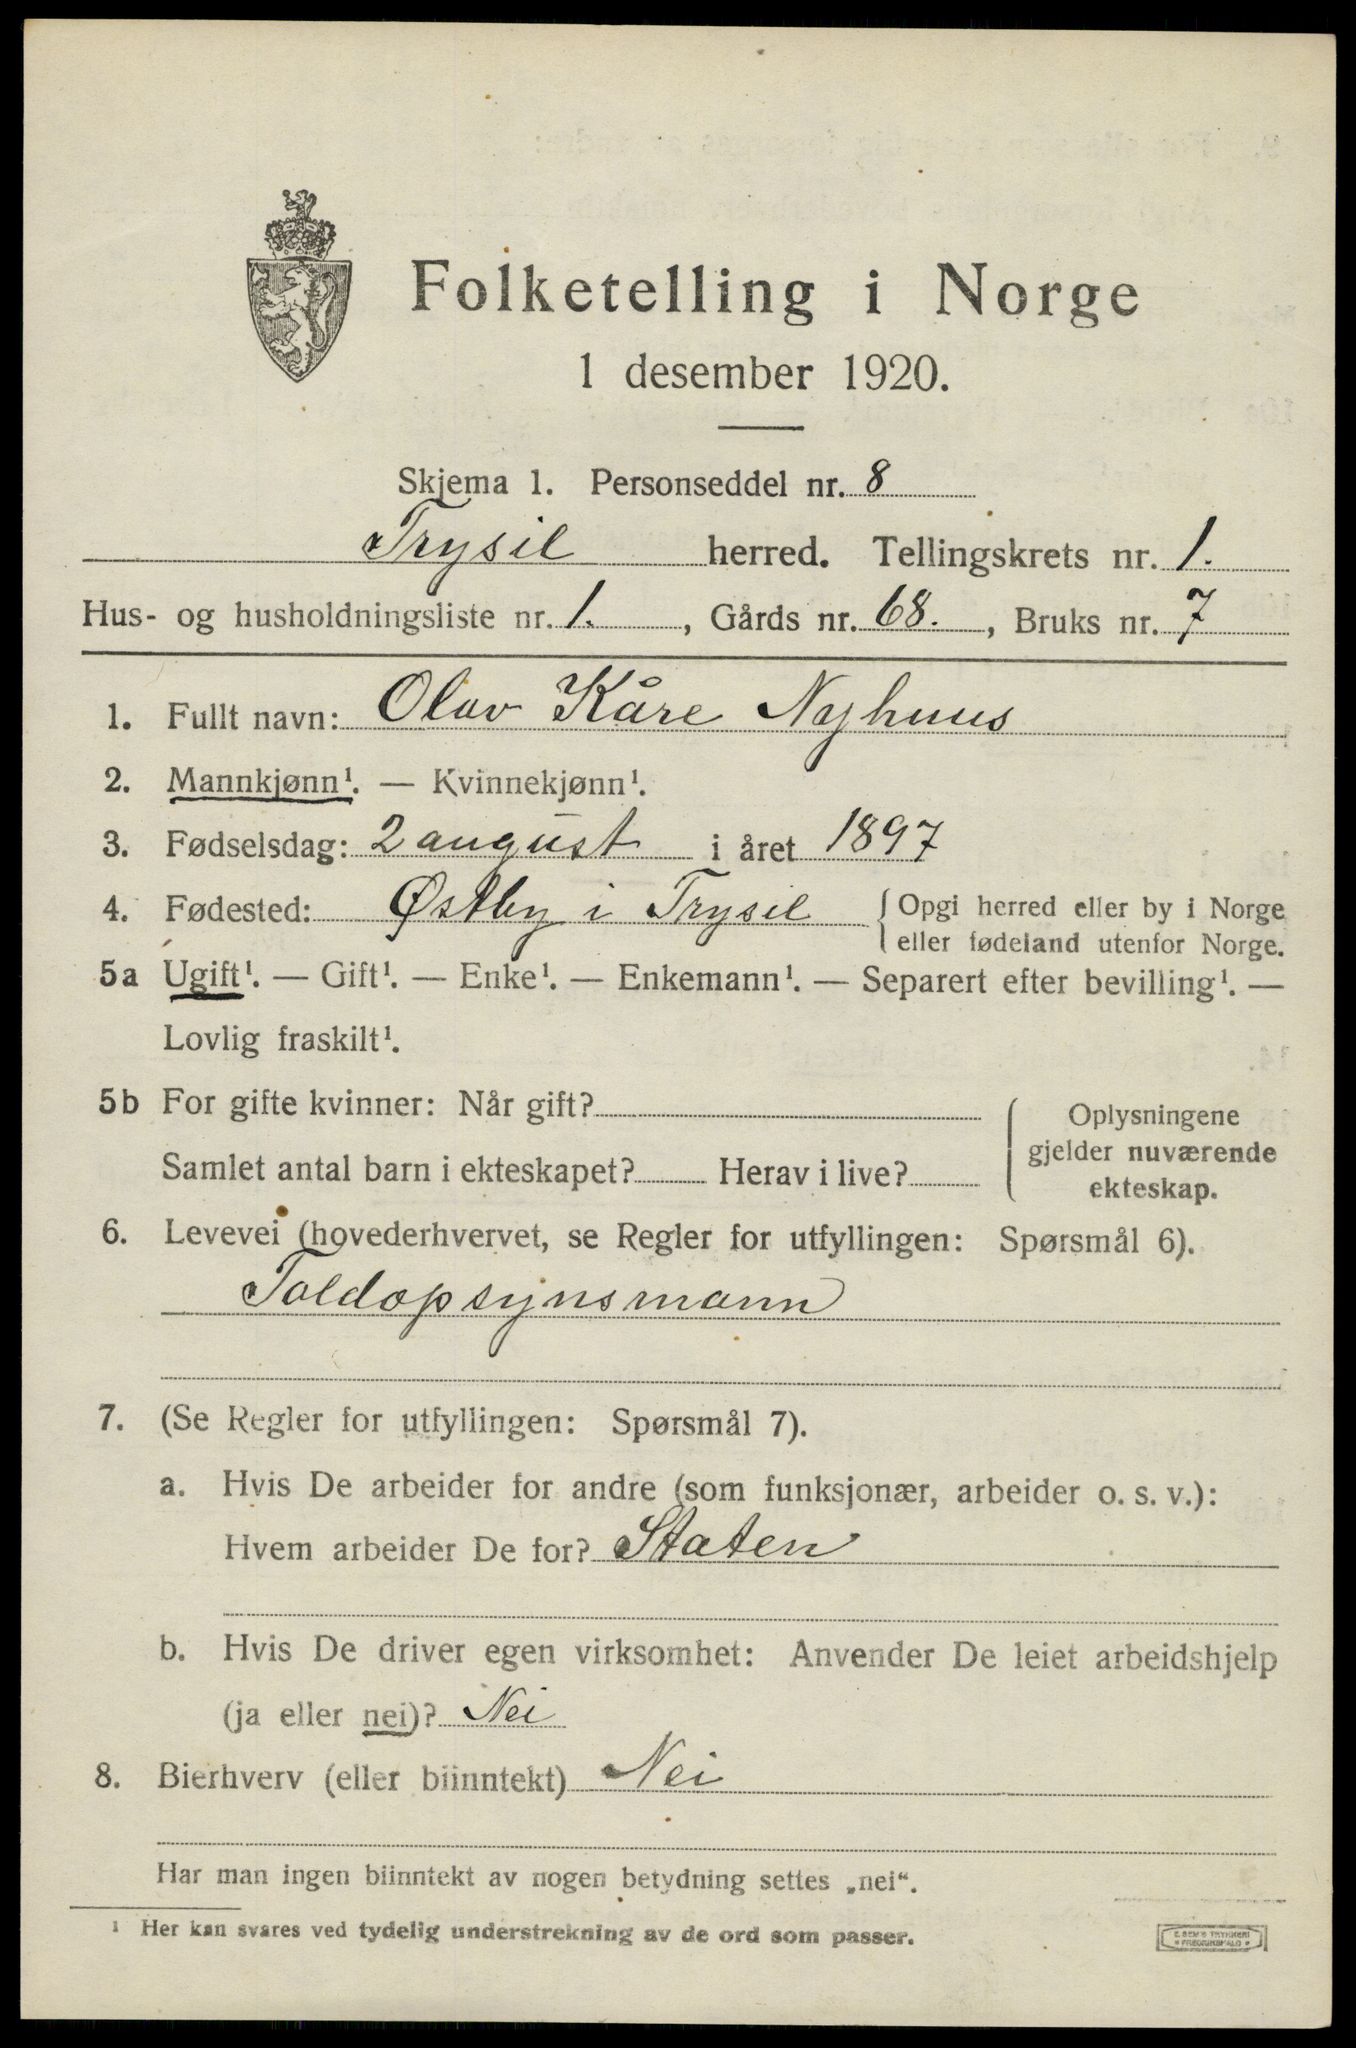 Folketelling i Norge
1 desember 1920.
Skjema 1. Personseddel nr. 8
Trysil herred. Tellingskrets nr. 1.
Hus- og husholdningsliste nr. 1. , Gårds nr. 68. , Bruks nr. 7
1. Fullt navn: Olav Kåre Nyhuus
2. Mannkjønn¹. — Kvinnekjønn¹.
3. Fødselsdag: 2 august i året 1897
4. Fødested: Østby i Trysil { Opgi herred eller by i Norge
eller fødeland utenfor Norge.
5a Ugift¹. — Gift¹. — Enke¹. — Enkemann¹. — Separert efter bevilling¹. —
Lovlig fraskilt¹.
5b For gifte kvinner: Når gift?
Samlet antal barn i ekteskapet? Herav i live?
Oplysningene
gjelder nuværende
ekteskap.
6. Levevei (hovederhvervet, se Regler for utfyllingen: Spørsmål 6).
Toldopsynsmann
7. (Se Regler for utfyllingen: Spørsmål 7).
a. Hvis De arbeider for andre (som funksjonær, arbeider o. s. v.):
Hvem arbeider De for? Staten
b. Hvis De driver egen virksomhet: Anvender De leiet arbeidshjelp
(ja eller nei)? Nei
8. Bierhverv (eller biinntekt) Nei
Har man ingen biinntekt av nogen betydning settes „nei“.
¹ Her kan svares ved tydelig understrekning av de ord som passer.
E. SEM'S TRYKKERI
FREDRIKSHALD